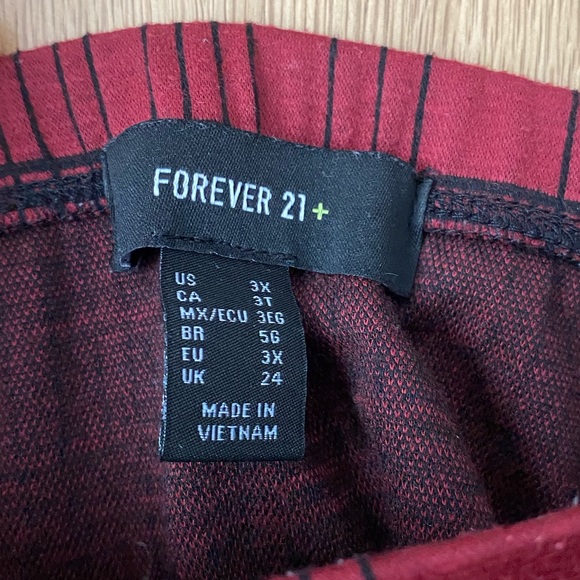 FOREVER 21+
US 3X
CA 3T
MX/ECU 3EG
BR 5G
EU 3X
UK 24
MADE IN
VIETNAM